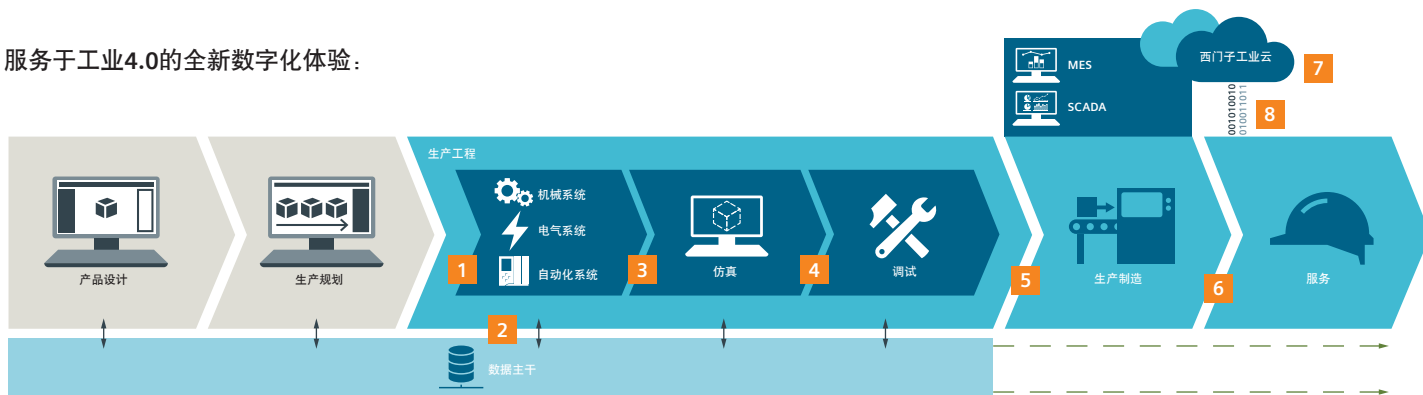 服务于工业4.0的全新数字化体验：
MES
SCADA
西门子工业云
7
001010010
010011011
8
生产工程
产品设计
生产规划
1
机械系统
电气系统
自动化系统
3
仿真
4
调试
5
生产制造
6
服务
2
数据主干